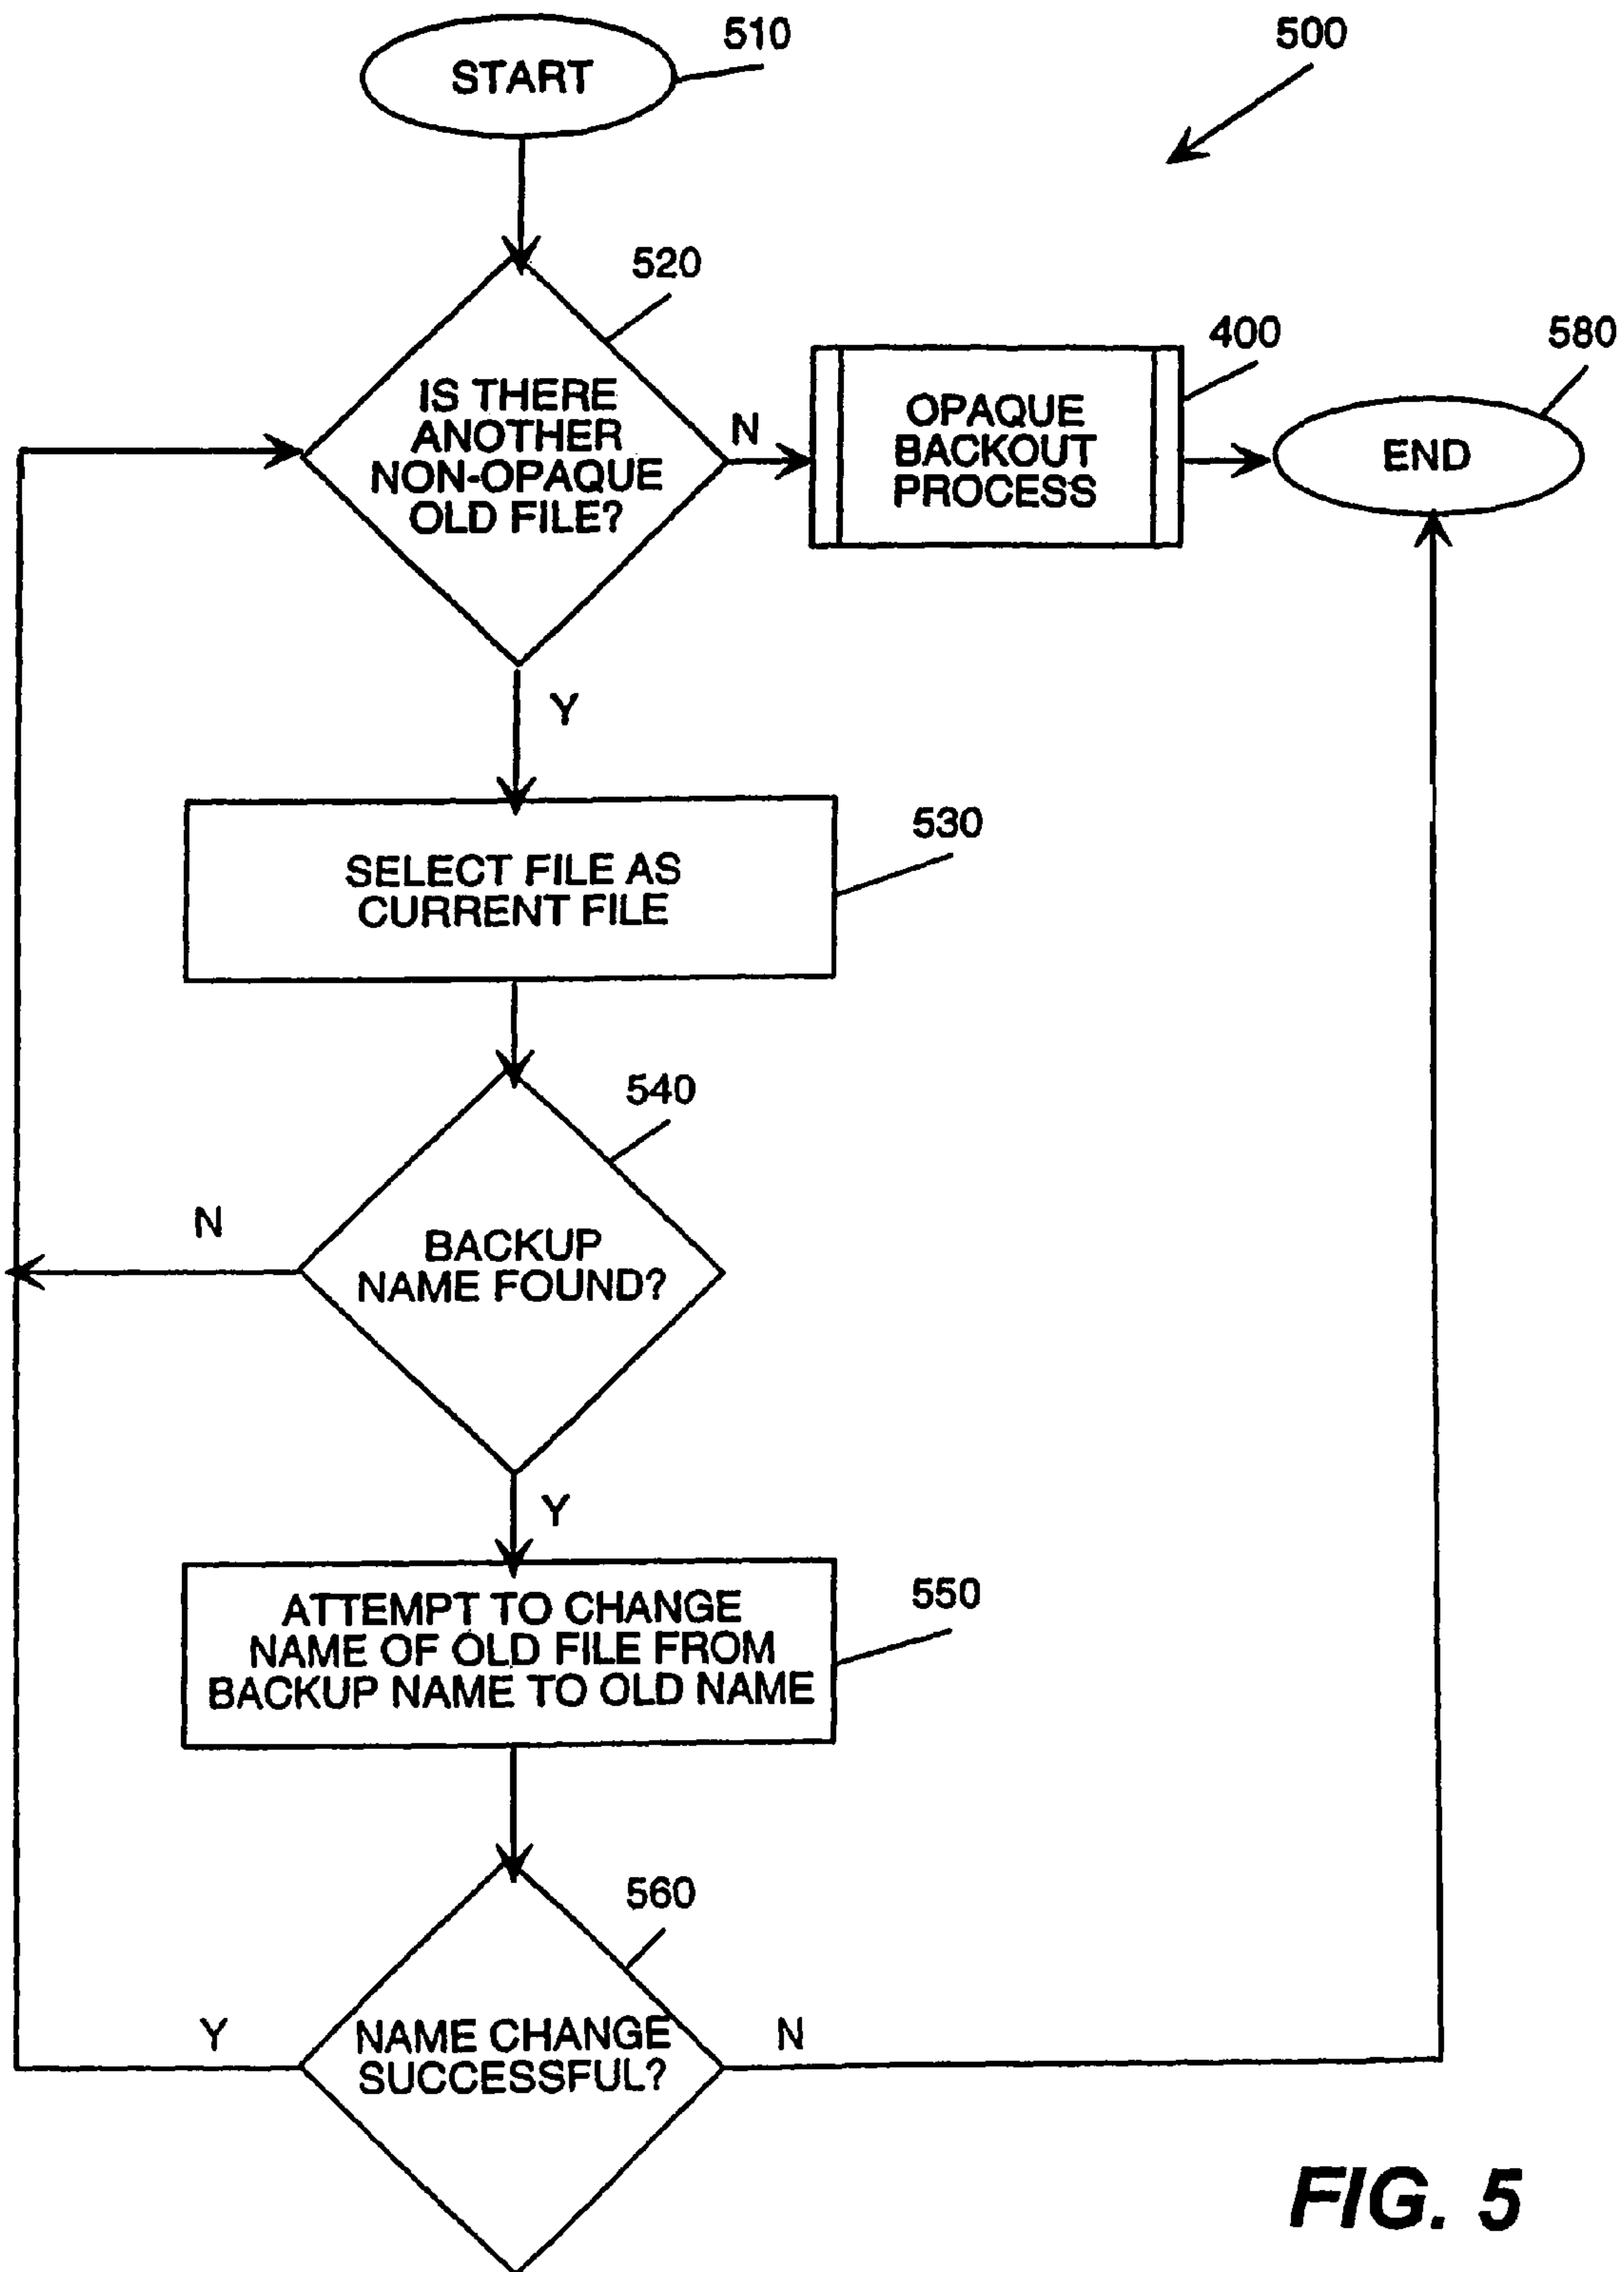 START
510
500
520
IS THERE
ANOTHER
NON-OPAQUE
OLD FILE?
N
OPAQUE
BACKOUT
PROCESS
400
END
580
Y
SELECT FILE AS
CURRENT FILE
530
540
BACKUP
NAME FOUND?
N
Y
ATTEMPT TO CHANGE
NAME OF OLD FILE FROM
BACKUP NAME TO OLD NAME
550
560
NAME CHANGE
SUCCESSFUL?
Y
N
FIG. 5